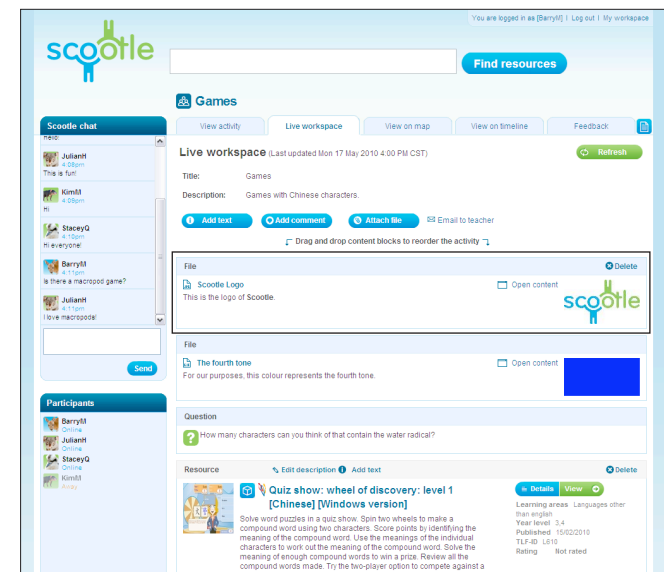 You are logged in as [BarryM] | Log out | My workspace
scootle
Find resources
Games
View activity
Live workspace
View on map
View on timeline
Feedback
Scootle chat
JulianH
4:08pm
This is fun!
KimM
4:09pm
Hi
StaceyQ
4:10pm
Hi everyone!
BarryM
4:11pm
Is there a macropod game?
JulianH
4:11pm
I love macropods!
Send
Participants
BarryM
Online
JulianH
Online
StaceyQ
Online
KimM
Away
Live workspace (Last updated Mon 17 May 2010 4:00 PM CST)
Refresh
Title: Games
Description: Games with Chinese characters.
Add text
Add comment
Attach file
Email to teacher
Drag and drop content blocks to reorder the activity
File
Delete
Scootle Logo
Open content
This is the logo of Scootle.
scootle
File
The fourth tone
Open content
For our purposes, this colour represents the fourth tone.
Question
How many characters can you think of that contain the water radical?
Resource
Edit description
Add text
Delete
Quiz show: wheel of discovery: level 1
[Chinese] [Windows version]
Solve word puzzles in a quiz show. Spin two wheels to make a
compound word using two characters. Score points by identifying the
meaning of the compound word. Use the meanings of the individual
characters to work out the meaning of the compound word. Solve the
meaning of enough compound words to win a prize. Review all the
compound words made. Try the two-player option to compete against a
Details
View
Learning areas Languages other
than english
Year level 3,4
Published 15/02/2010
TLF-ID L610
Rating Not rated